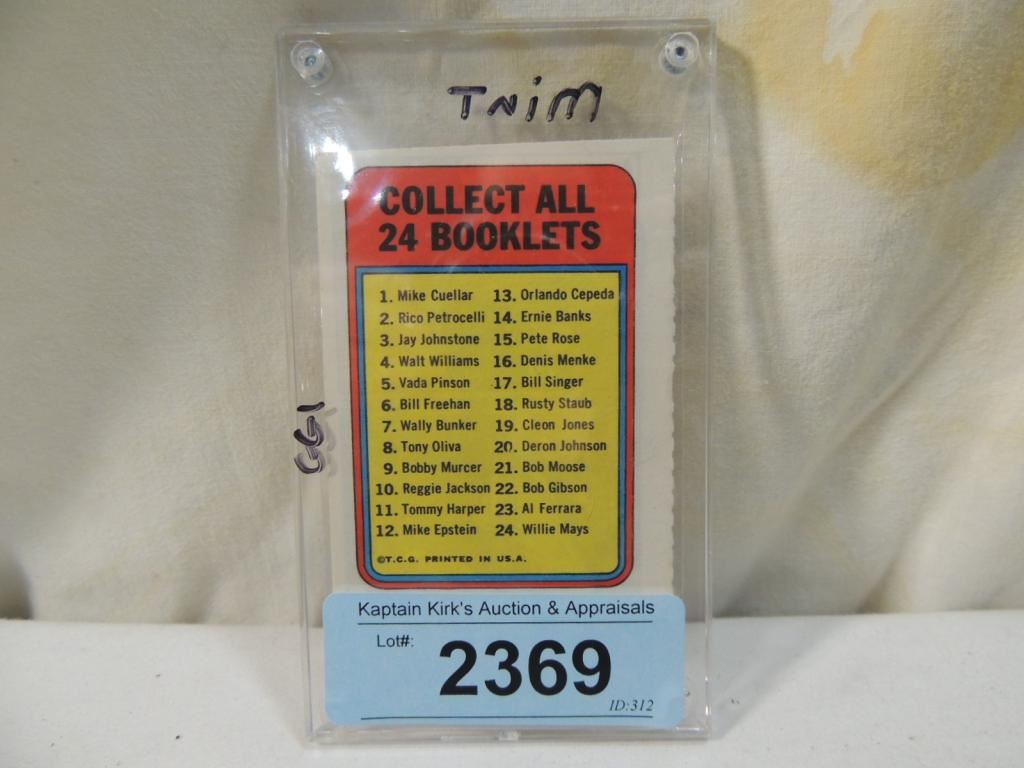 COLLECT ALL
24 BOOKLETS
1. Mike Cuellar 13. Orlando Cepeda
2. Rico Petrocelli 14. Ernie Banks
3. Jay Johnstone 15. Pete Rose
4. Walt Williams 16. Denis Menke
5. Vada Pinson 17. Bill Singer
6. Bill Freehan 18. Rusty Staub
7. Wally Bunker 19. Cleon Jones
8. Tony Oliva 20. Deron Johnson
9. Bobby Murcer 21. Bob Moose
10. Reggie Jackson 22. Bob Gibson
11. Tommy Harper 23. Al Ferrara
12. Mike Epstein 24. Willie Mays
©T.C.G. PRINTED IN U.S.A.
Kaptain Kirk's Auction & Appraisals
Lot#:
2369
ID:312